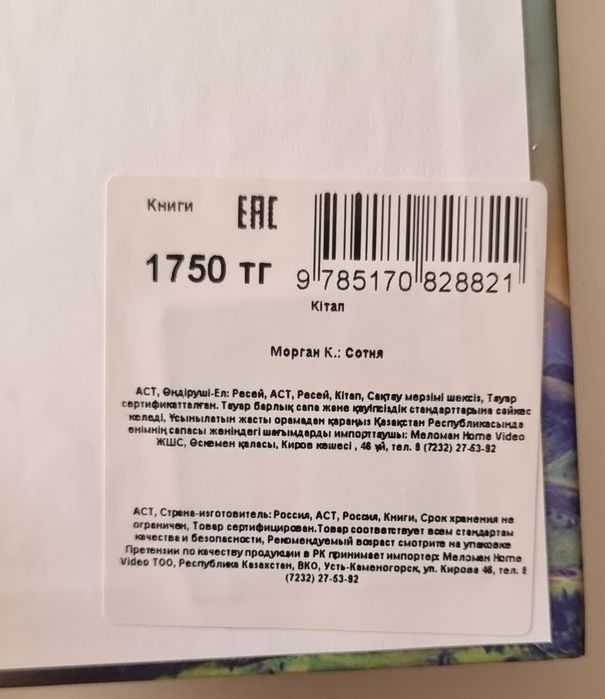 Книги
EAC
1750 тг
9 785170 828821
Кітап
Морган К.: Сотня
АСТ, Өндіруші-Ел: Ресей, АСТ, Ресей, Кітап, Сақтау мерзімі шексіз, Тауар
сертификатталған. Тауар барлық сапа және қауіпсіздік стандарттарына сәйкес
келеді, Ұсынылатын жасты орамадан қараңыз Қазақстан Республикасында
өнімнің сапасы жөніндегі шағымдарды импорттаушы: Меломан Home Video
ЖШС, Өскемен қаласы, Киров көшесі , 46 үй, тел. 8 (7232) 27-53-92
АСТ, Страна-изготовитель: Россия, АСТ, Россия, Книги, Срок хранения не
ограничен, Товар сертифицирован.Товар соответствует всем стандартам
качества и безопасности, Рекомендуемый возраст смотрите на упаковке
Претензии по качеству продукции в РК принимает импортер: Меломан Home
Video ТОО, Республика Казахстан, ВКО, Усть-Каменогорск, ул. Кирова 46, тел. 8
(7232) 27-53-92